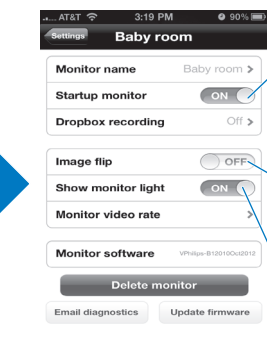 AT&T 3:19 PM 90%
Settings Baby room
Monitor name Baby room >
Startup monitor ON
Dropbox recording Off >
Image flip OFF
Show monitor light ON
Monitor video rate >
Monitor software VPhilips-B12010Oct2012
Delete monitor
Email diagnostics Update firmware